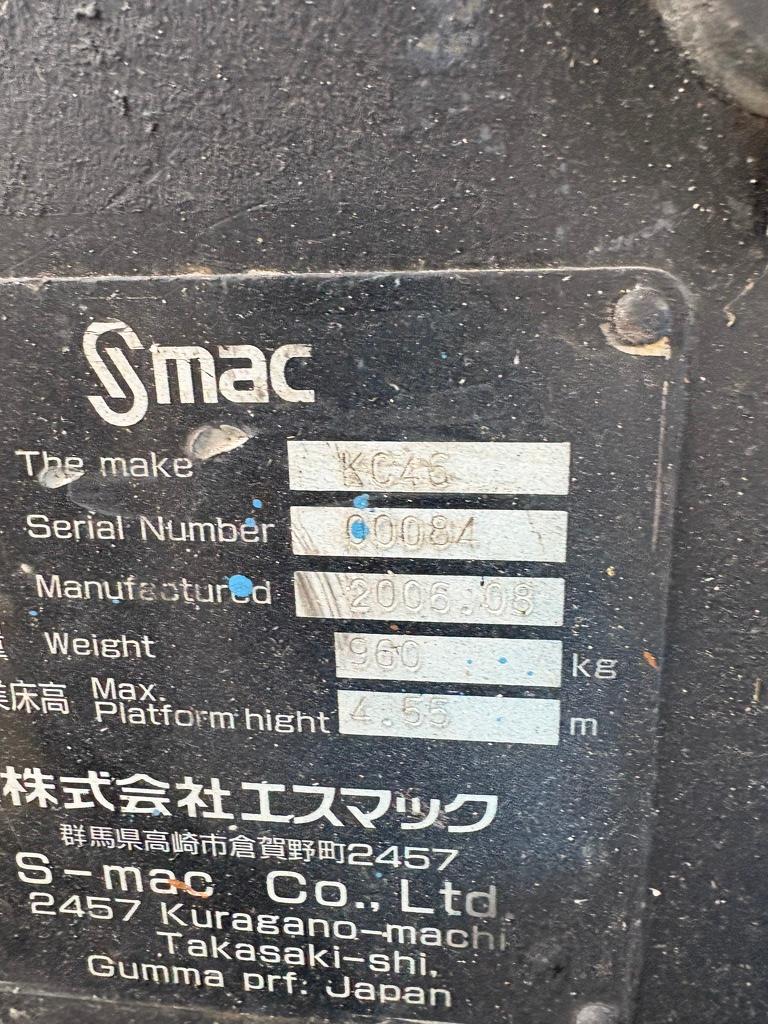 Smac
The make KC46
Serial Number 00084
Manufactured 2006.08
Weight 960 kg
床高 Max. Platform hight 4.55 m
株式会社エスマック
群馬県高崎市倉賀野町2457
S-mac Co., Ltd.
2457 Kuragano-machi
Takasaki-shi,
Gumma prf: Japan